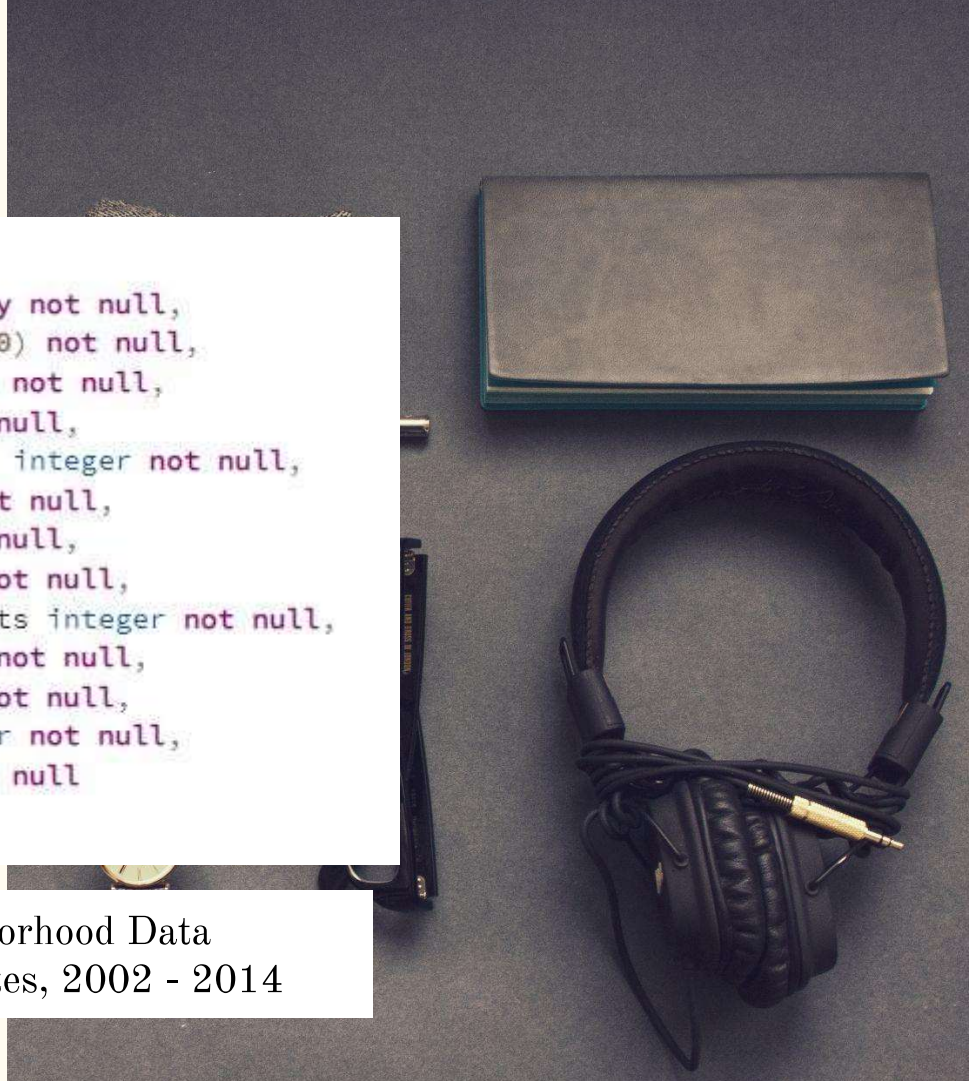 y not null,
0) not null,
not null,
null,
integer not null,
t null,
null,
ot null,
ts integer not null,
not null,
ot null,
r not null,
null
orhood Data
es, 2002 - 2014